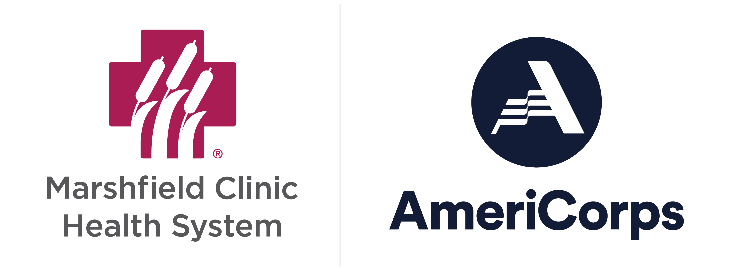 ®
Marshfield Clinic
Health System
A
AmeriCorps